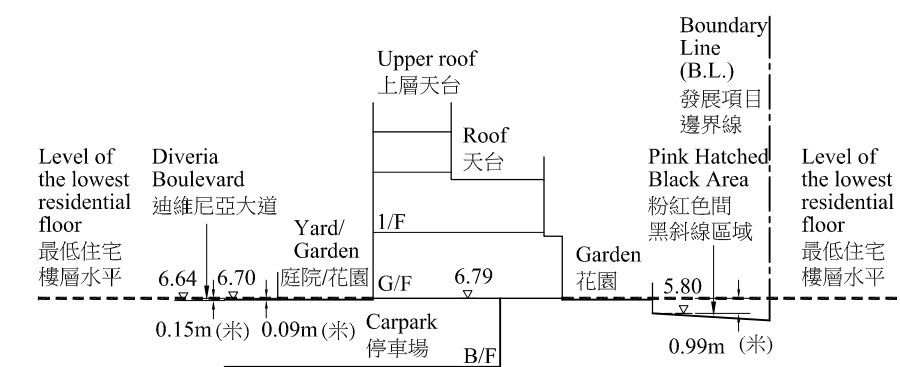 Boundary
Line
(B.L.)
發展項目
邊界線
Upper roof
上層天台
Roof
天台
Level of
the lowest
residential
floor
最低住宅
樓層水平
Diveria
Boulevard
迪維尼亞大道
Yard/
Garden
庭院/花園
1/F
G/F
Garden
花園
Pink Hatched
Black Area
粉紅色間
黑斜線區域
Level of
the lowest
residential
floor
最低住宅
樓層水平
6.64
6.70
6.79
5.80
0.15m (米)
0.09m (米)
Carpark
停車場
B/F
0.99m (米)